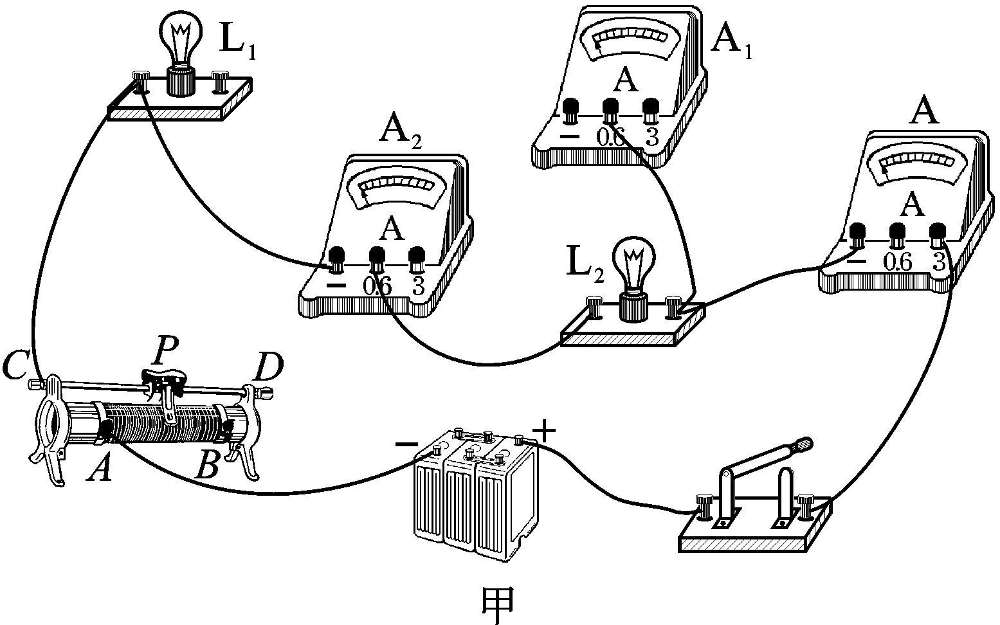 L₁
A₁
A
− 0.6 3
A₂
A
− 0.6 3
A
A
− 0.6 3
L₂
C P D
A B
− +
甲